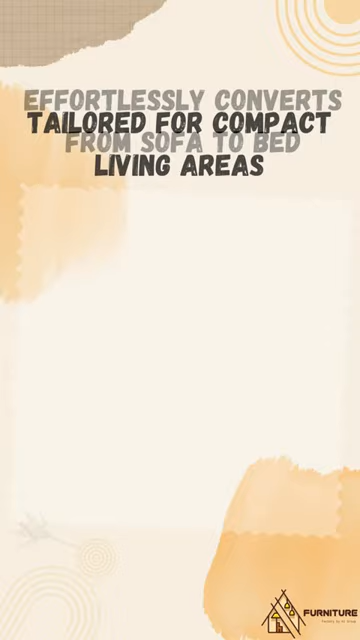 EFFORTLESSLY CONVERTS
TAILORED FOR COMPACT
FROM SOFA TO BED
LIVING AREAS
FURNITURE